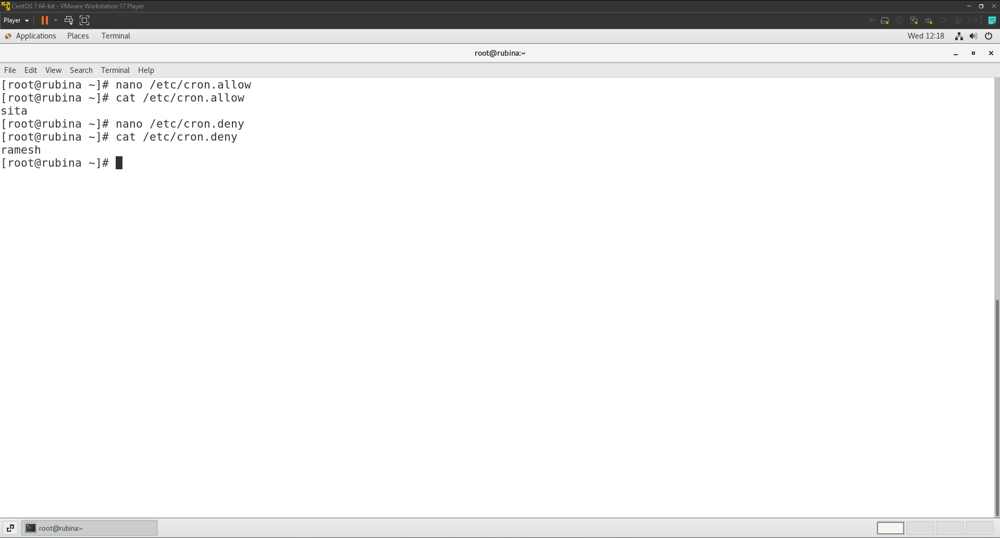 CentOS 7 64-bit - VMware Workstation 17 Player
Player
Applications Places Terminal Wed 12:18
root@rubina:~
File Edit View Search Terminal Help
[root@rubina ~]# nano /etc/cron.allow
[root@rubina ~]# cat /etc/cron.allow
sita
[root@rubina ~]# nano /etc/cron.deny
[root@rubina ~]# cat /etc/cron.deny
ramesh
[root@rubina ~]#
root@rubina:~